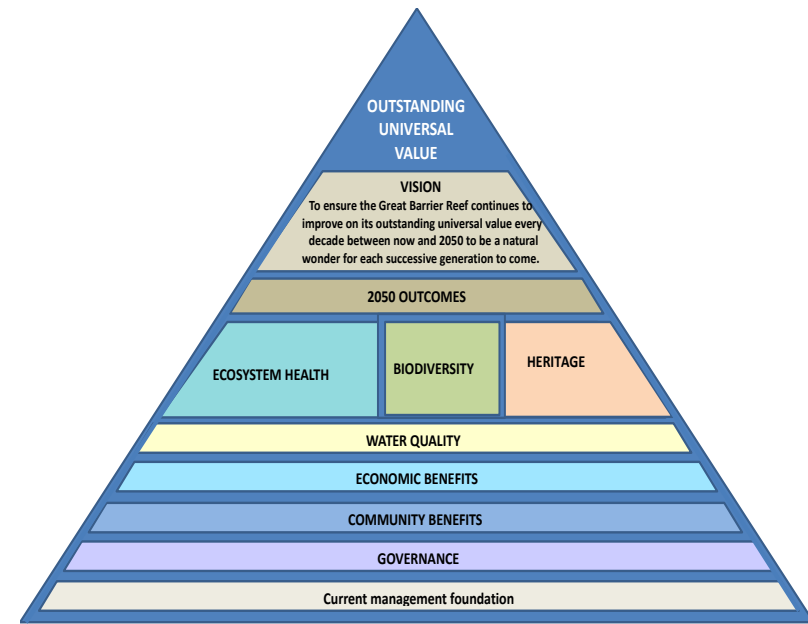 OUTSTANDING
UNIVERSAL
VALUE
VISION
To ensure the Great Barrier Reef continues to
improve on its outstanding universal value every
decade between now and 2050 to be a natural
wonder for each successive generation to come.
2050 OUTCOMES
ECOSYSTEM HEALTH
BIODIVERSITY
HERITAGE
WATER QUALITY
ECONOMIC BENEFITS
COMMUNITY BENEFITS
GOVERNANCE
Current management foundation